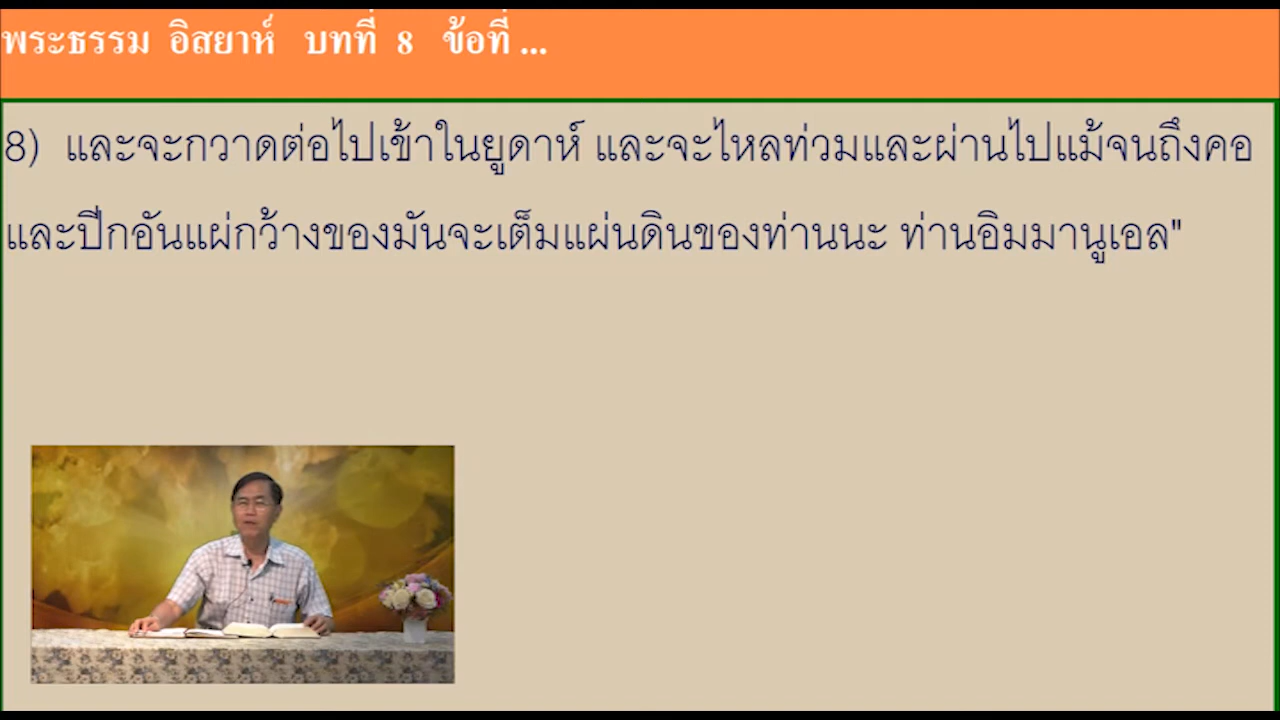 พระธรรม อิสยาห์ บทที่ 8 ข้อที่ ...
8) และจะกวาดต่อไปเข้าในยูดาห์ และจะไหลท่วมและผ่านไปแม้จนถึงคอ
และปีกอันแผ่กว้างของมันจะเต็มแผ่นดินของท่านนะ ท่านอิมมานูเอล"